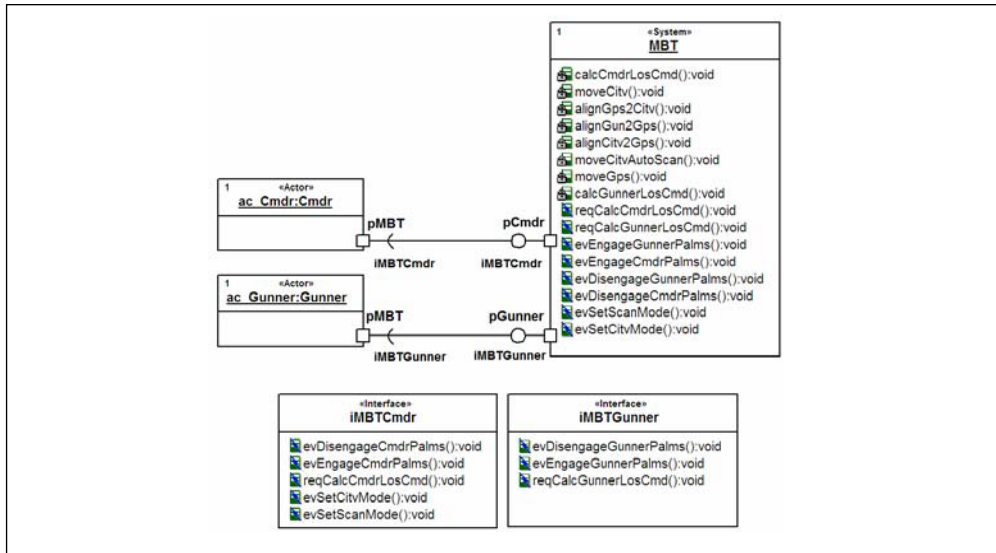 1
«System»
MBT
calcCmdrLosCmd():void
moveCitv():void
alignGps2Citv():void
alignGun2Gps():void
alignCitv2Gps():void
moveCitvAutoScan():void
moveGps():void
calcGunnerLosCmd():void
reqCalcCmdrLosCmd():void
reqCalcGunnerLosCmd():void
evEngageGunnerPalms():void
evEngageCmdrPalms():void
evDisengageGunnerPalms():void
evDisengageCmdrPalms():void
evSetScanMode():void
evSetCitvMode():void
1
«Actor»
ac_Cmdr:Cmdr
pMBT
pCmdr
iMBTCmdr
iMBTCmdr
1
«Actor»
ac_Gunner:Gunner
pMBT
pGunner
iMBTGunner
iMBTGunner
«Interface»
iMBTCmdr
evDisengageCmdrPalms():void
evEngageCmdrPalms():void
reqCalcCmdrLosCmd():void
evSetCitvMode():void
evSetScanMode():void
«Interface»
iMBTGunner
evDisengageGunnerPalms():void
evEngageGunnerPalms():void
reqCalcGunnerLosCmd():void